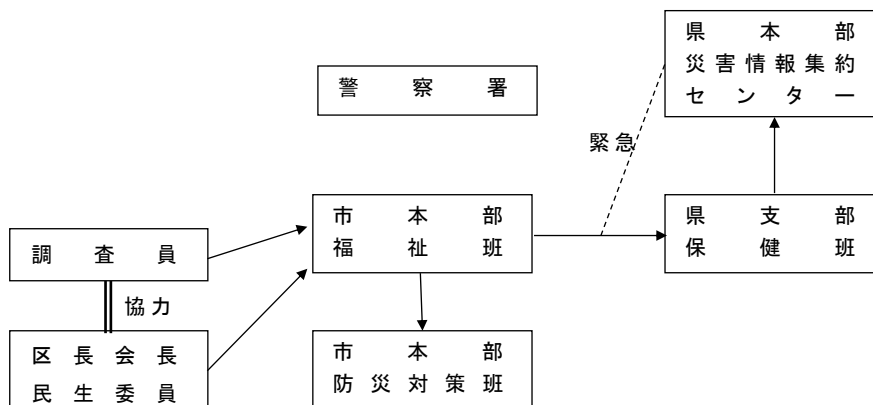 県本部
災害情報集約
センター
警察署
緊急
市本部
福祉班
県支部
保健班
調査員
協力
区長会長
民生委員
市本部
防災対策班